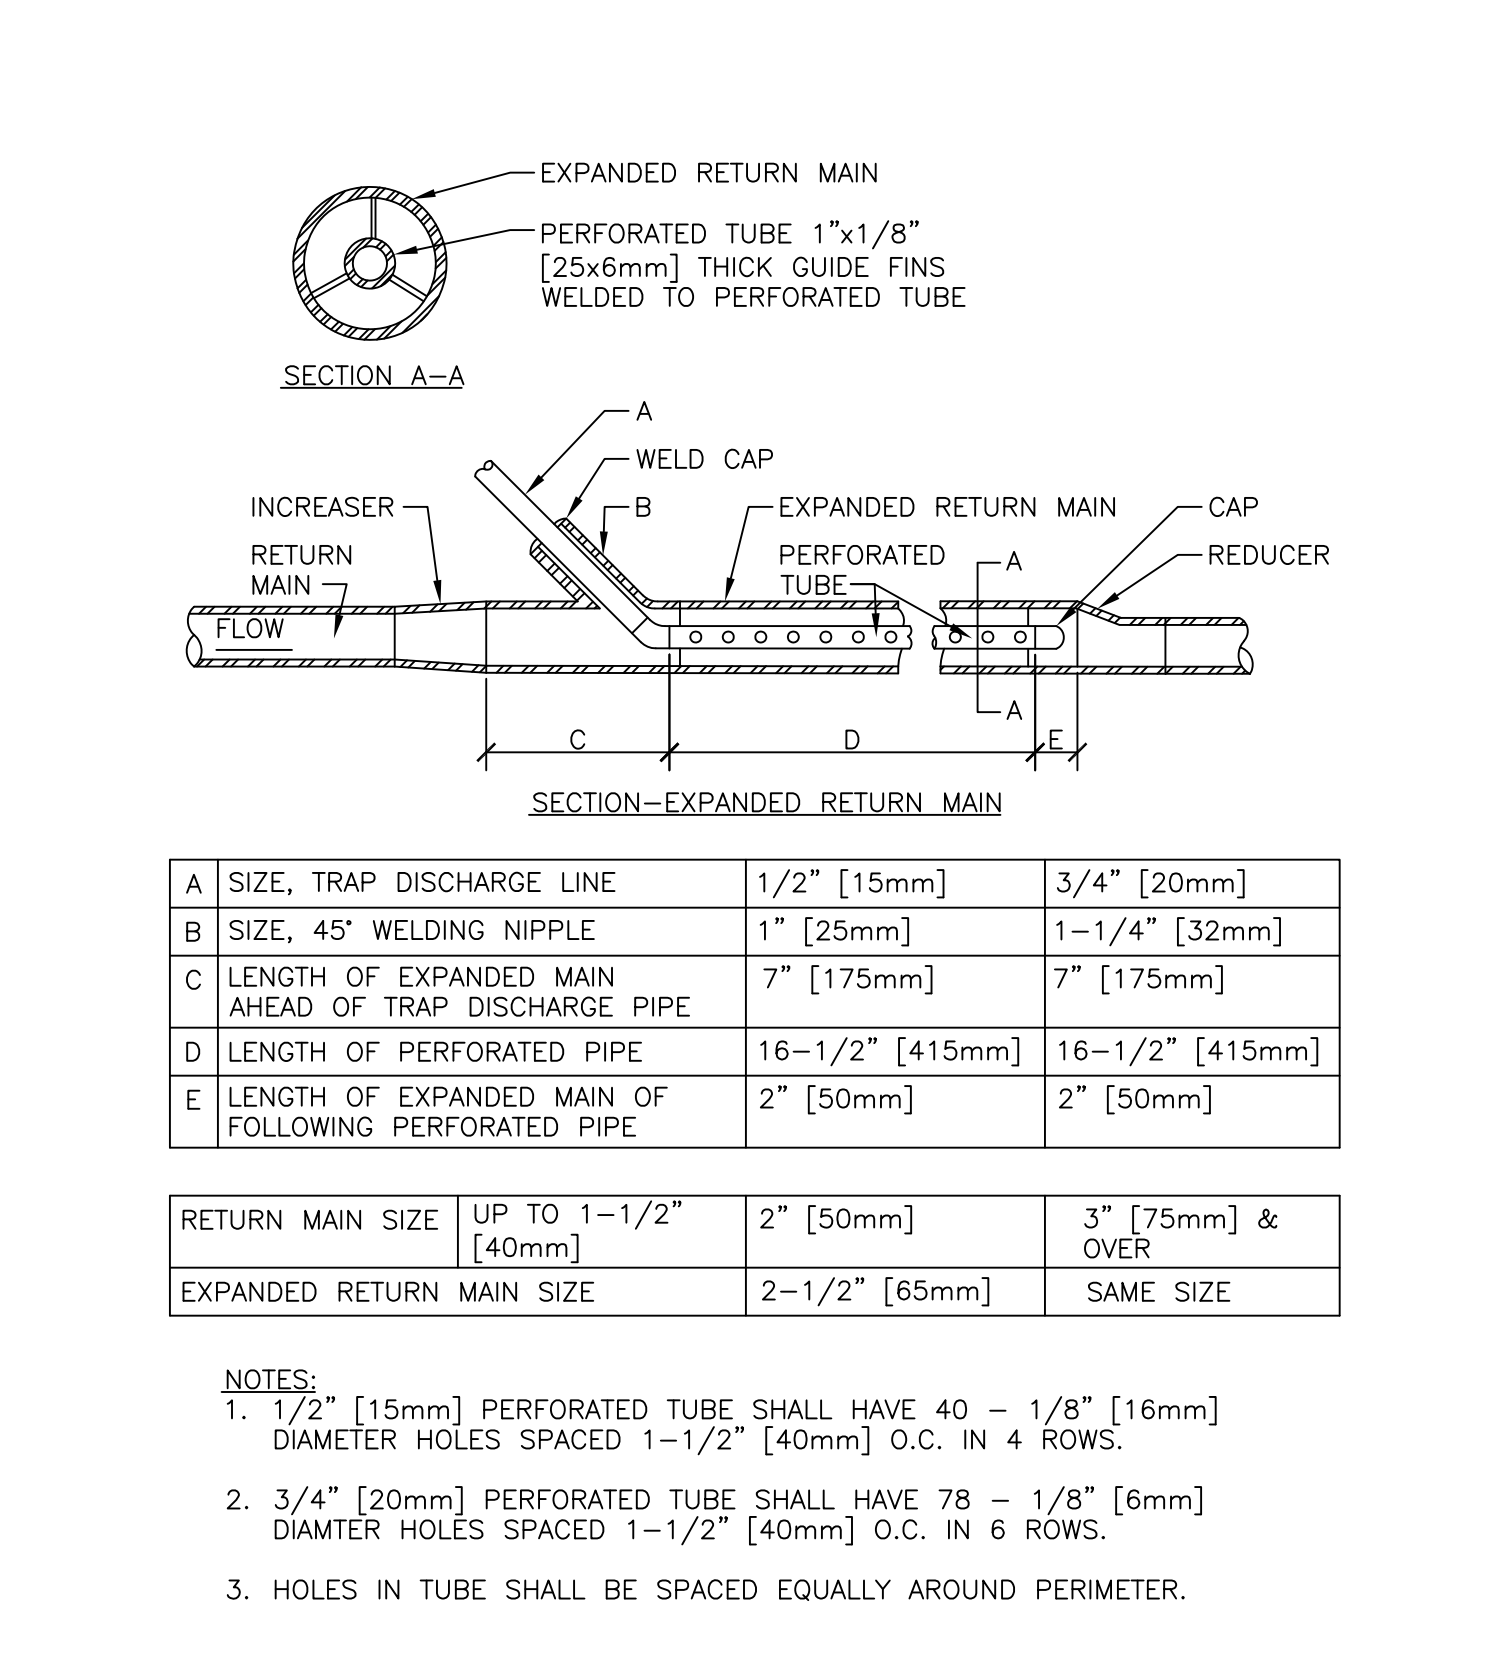 EXPANDED RETURN MAIN
PERFORATED TUBE 1"x1/8"
[25x6mm] THICK GUIDE FINS
WELDED TO PERFORATED TUBE
SECTION A-A
A
WELD CAP
INCREASER
B
EXPANDED RETURN MAIN
CAP
RETURN
MAIN
PERFORATED
TUBE
A
REDUCER
FLOW
A
C
D
E
SECTION-EXPANDED RETURN MAIN
A SIZE, TRAP DISCHARGE LINE 1/2" [15mm] 3/4" [20mm]
B SIZE, 45° WELDING NIPPLE 1" [25mm] 1-1/4" [32mm]
C LENGTH OF EXPANDED MAIN 7" [175mm] 7" [175mm]
AHEAD OF TRAP DISCHARGE PIPE
D LENGTH OF PERFORATED PIPE 16-1/2" [415mm] 16-1/2" [415mm]
E LENGTH OF EXPANDED MAIN OF 2" [50mm] 2" [50mm]
FOLLOWING PERFORATED PIPE
RETURN MAIN SIZE UP TO 1-1/2" 2" [50mm] 3" [75mm] &
[40mm] OVER
EXPANDED RETURN MAIN SIZE 2-1/2" [65mm] SAME SIZE
NOTES:
1. 1/2" [15mm] PERFORATED TUBE SHALL HAVE 40 - 1/8" [16mm]
DIAMETER HOLES SPACED 1-1/2" [40mm] O.C. IN 4 ROWS.
2. 3/4" [20mm] PERFORATED TUBE SHALL HAVE 78 - 1/8" [6mm]
DIAMTER HOLES SPACED 1-1/2" [40mm] O.C. IN 6 ROWS.
3. HOLES IN TUBE SHALL BE SPACED EQUALLY AROUND PERIMETER.